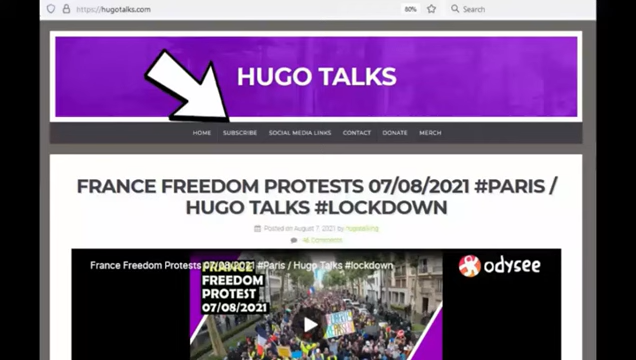 https://hugotalks.com
80%
Search
HUGO TALKS
HOME SUBSCRIBE SOCIAL MEDIA LINKS CONTACT DONATE MERCH
FRANCE FREEDOM PROTESTS 07/08/2021 #PARIS /
HUGO TALKS #LOCKDOWN
Posted on August 7, 2021 by hugotalking
Comments
France Freedom Protests 07/08/2021 #Paris / Hugo Talks #lockdown
odysee
FRANCE
FREEDOM
PROTEST
07/08/2021